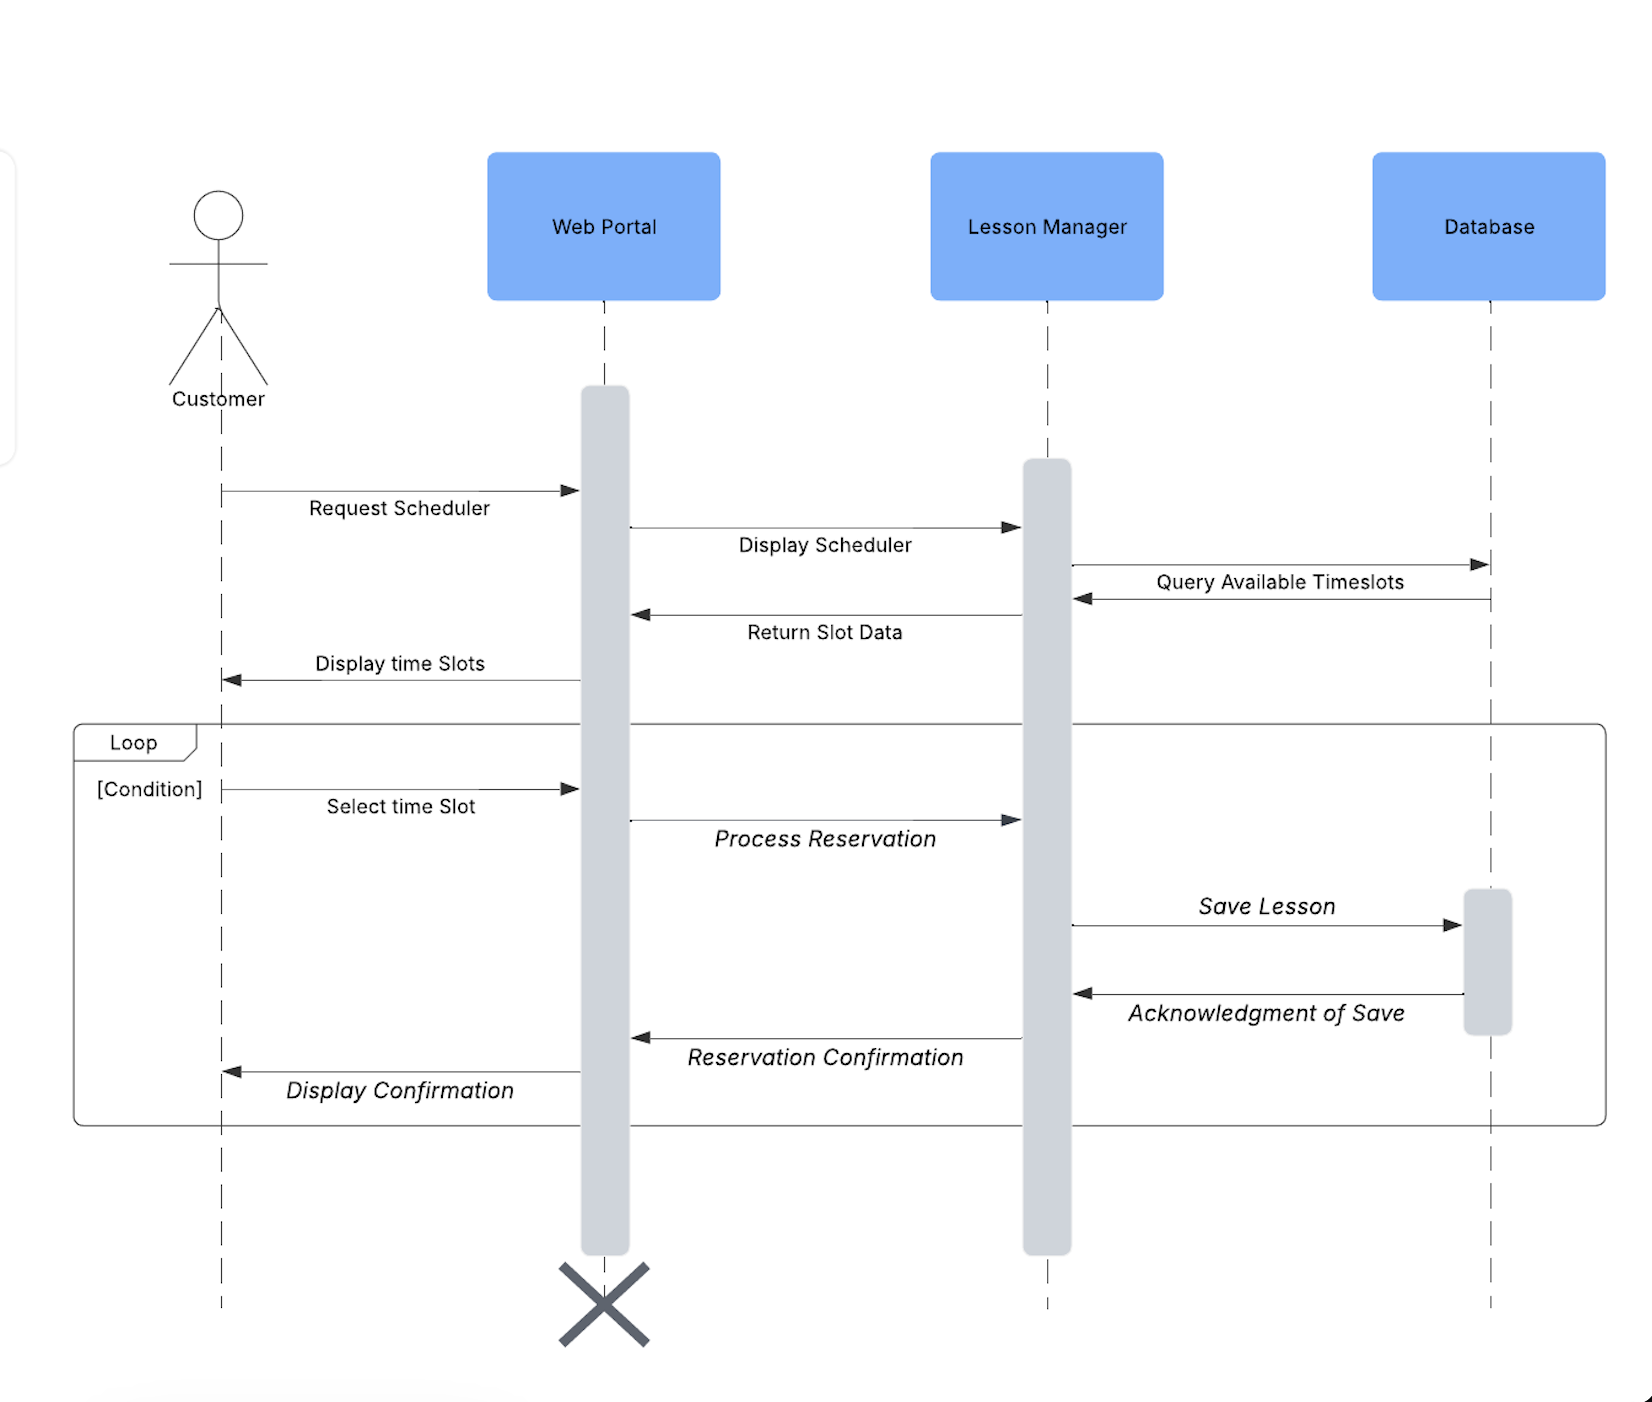 Web Portal
Lesson Manager
Database
Customer
Request Scheduler
Display Scheduler
Query Available Timeslots
Return Slot Data
Display time Slots
Loop
[Condition]
Select time Slot
Process Reservation
Save Lesson
Acknowledgment of Save
Reservation Confirmation
Display Confirmation